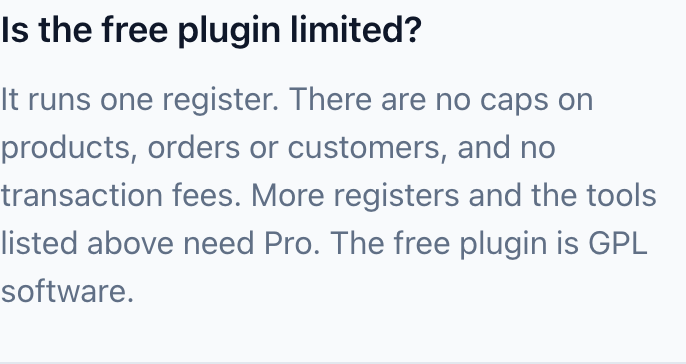 Is the free plugin limited?
It runs one register. There are no caps on
products, orders or customers, and no
transaction fees. More registers and the tools
listed above need Pro. The free plugin is GPL
software.